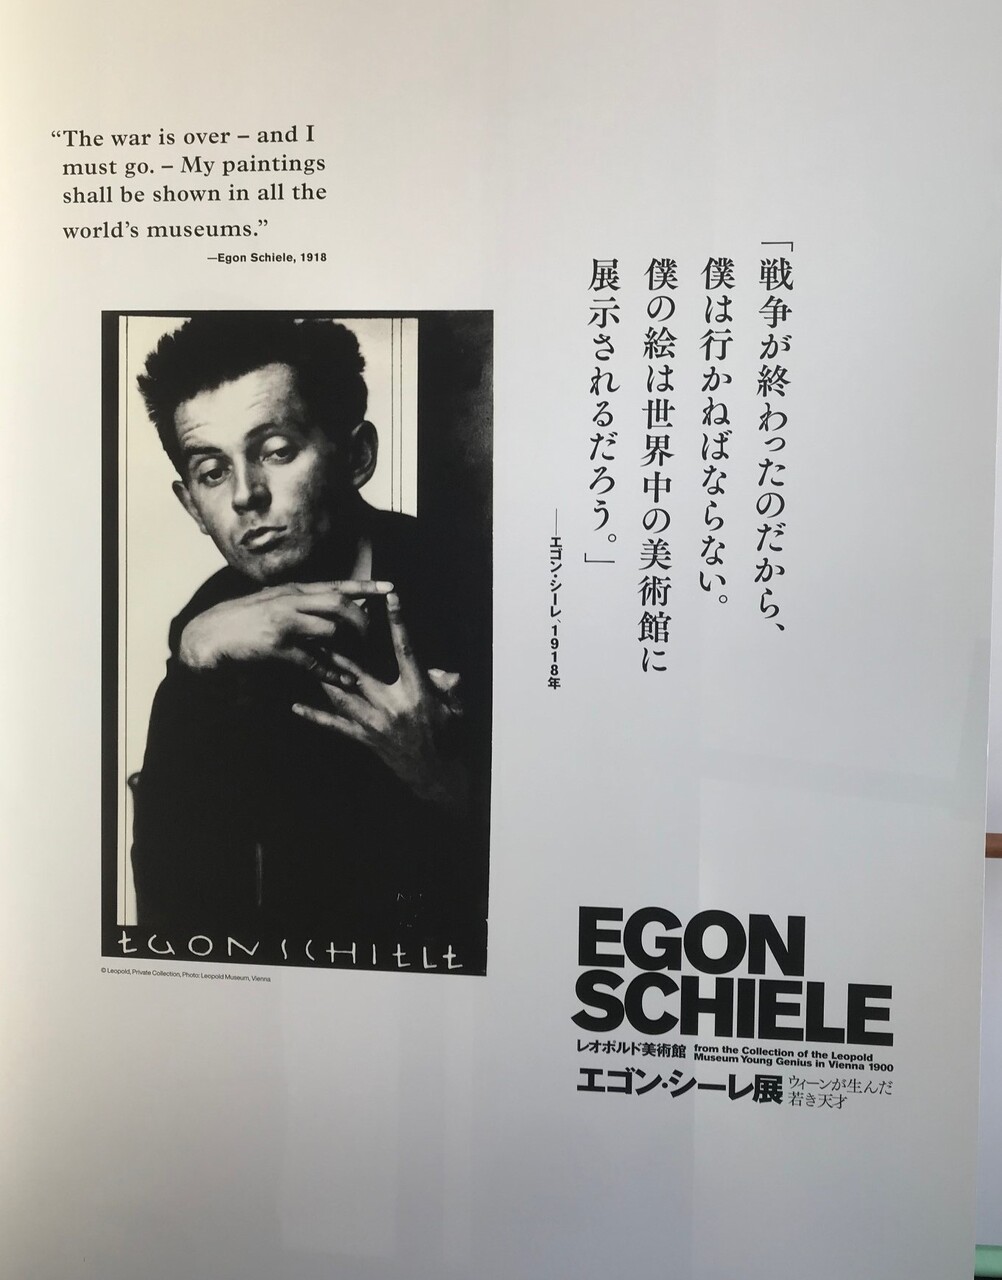 “The war is over – and I
must go. – My paintings
shall be shown in all the
world’s museums.”
—Egon Schiele, 1918
「戦争が終わったのだから、
僕は行かねばならない。
僕の絵は世界中の美術館に
展示されるだろう。」
——エゴン・シーレ、1918年
EGON SCHIELE
© Leopold, Private Collection, Photo: Leopold Museum, Vienna
EGON
SCHIELE
レオポルド美術館
from the Collection of the Leopold
Museum Young Genius in Vienna 1900
エゴン・シーレ展
ウィーンが生んだ
若き天才